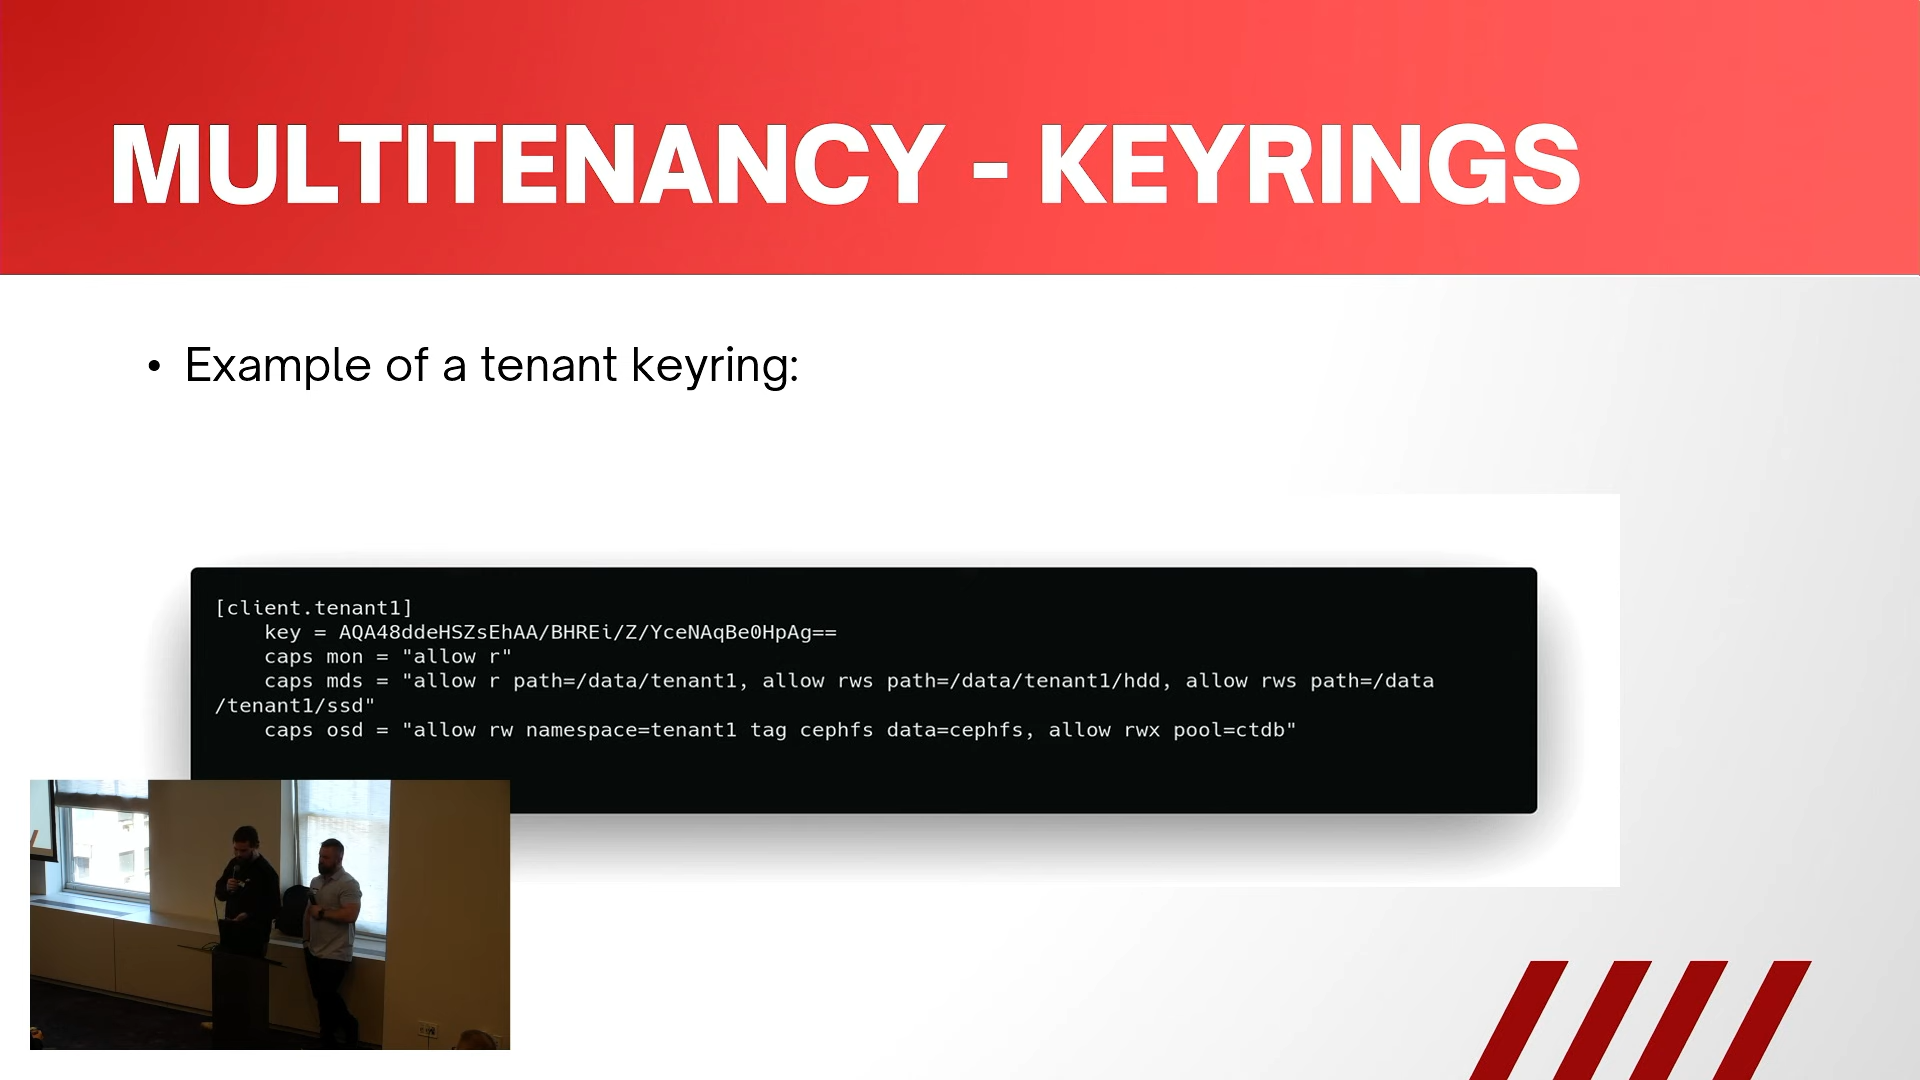 MULTITENANCY - KEYRINGS
• Example of a tenant keyring:
[client.tenant1]
key = AQA48ddeHSZsEhAA/BHREi/Z/YceNAqBe0HpAg==
caps mon = "allow r"
caps mds = "allow r path=/data/tenant1, allow rws path=/data/tenant1/hdd, allow rws path=/data
/tenant1/ssd"
caps osd = "allow rw namespace=tenant1 tag cephfs data=cephfs, allow rwx pool=ctdb"